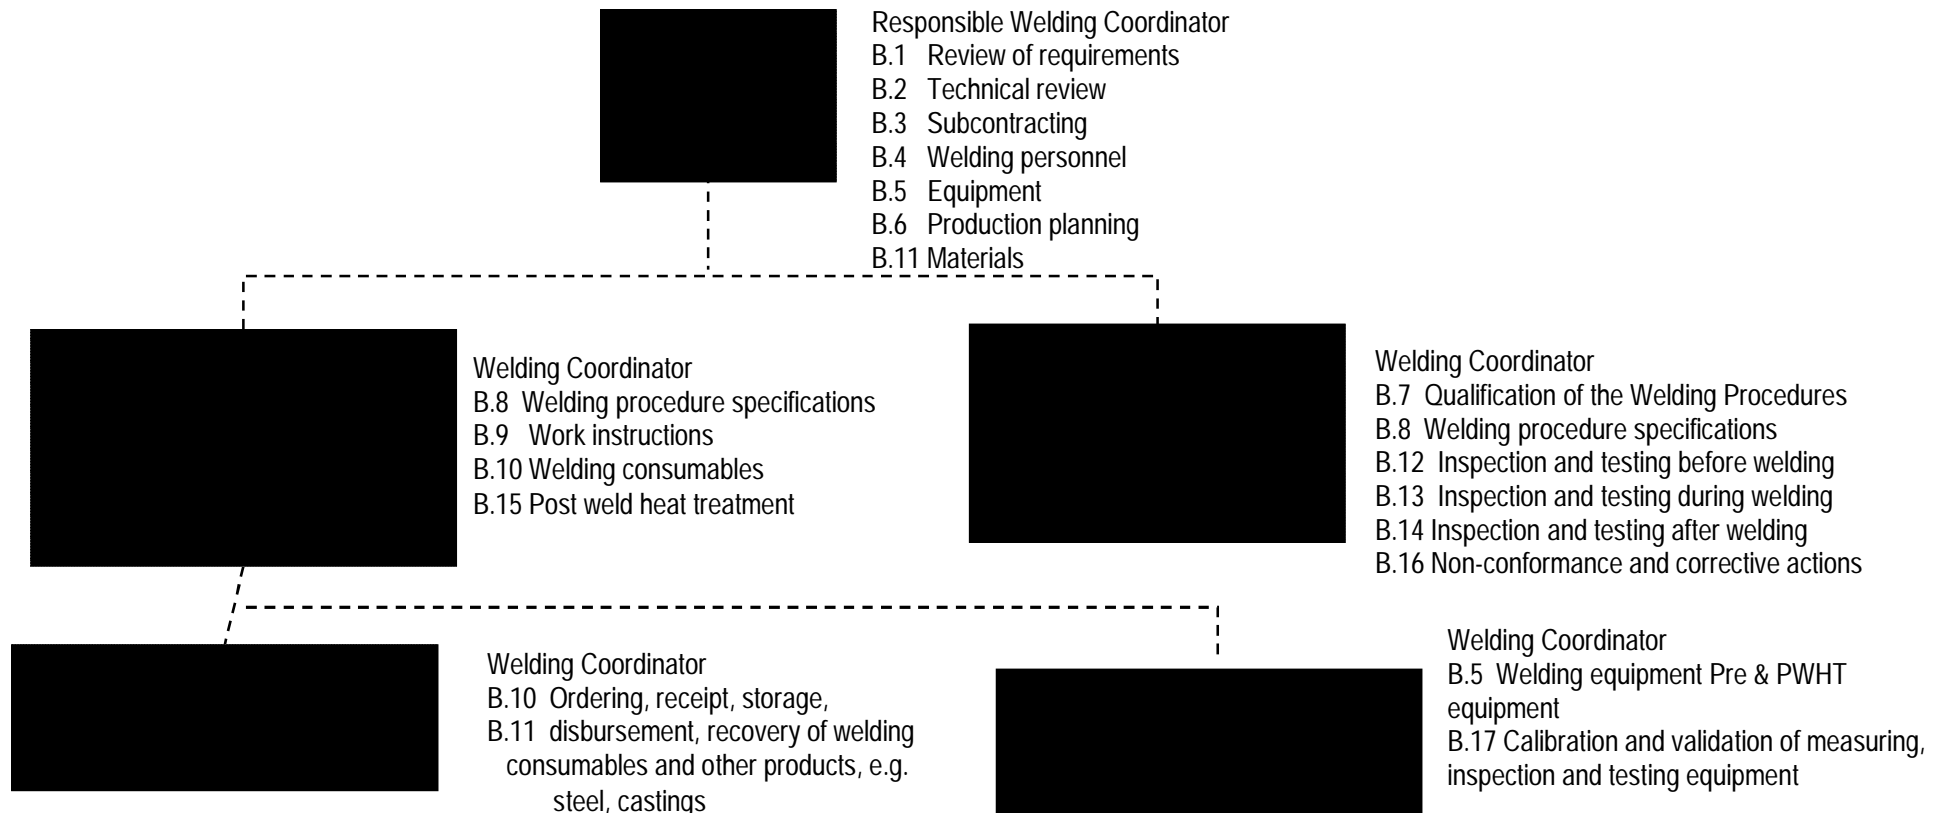 Responsible Welding Coordinator
B.1 Review of requirements
B.2 Technical review
B.3 Subcontracting
B.4 Welding personnel
B.5 Equipment
B.6 Production planning
B.11 Materials
Welding Coordinator
B.8 Welding procedure specifications
B.9 Work instructions
B.10 Welding consumables
B.15 Post weld heat treatment
Welding Coordinator
B.7 Qualification of the Welding Procedures
B.8 Welding procedure specifications
B.12 Inspection and testing before welding
B.13 Inspection and testing during welding
B.14 Inspection and testing after welding
B.16 Non-conformance and corrective actions
Welding Coordinator
B.10 Ordering, receipt, storage,
B.11 disbursement, recovery of welding
consumables and other products, e.g.
steel, castings
Welding Coordinator
B.5 Welding equipment Pre & PWHT
equipment
B.17 Calibration and validation of measuring,
inspection and testing equipment